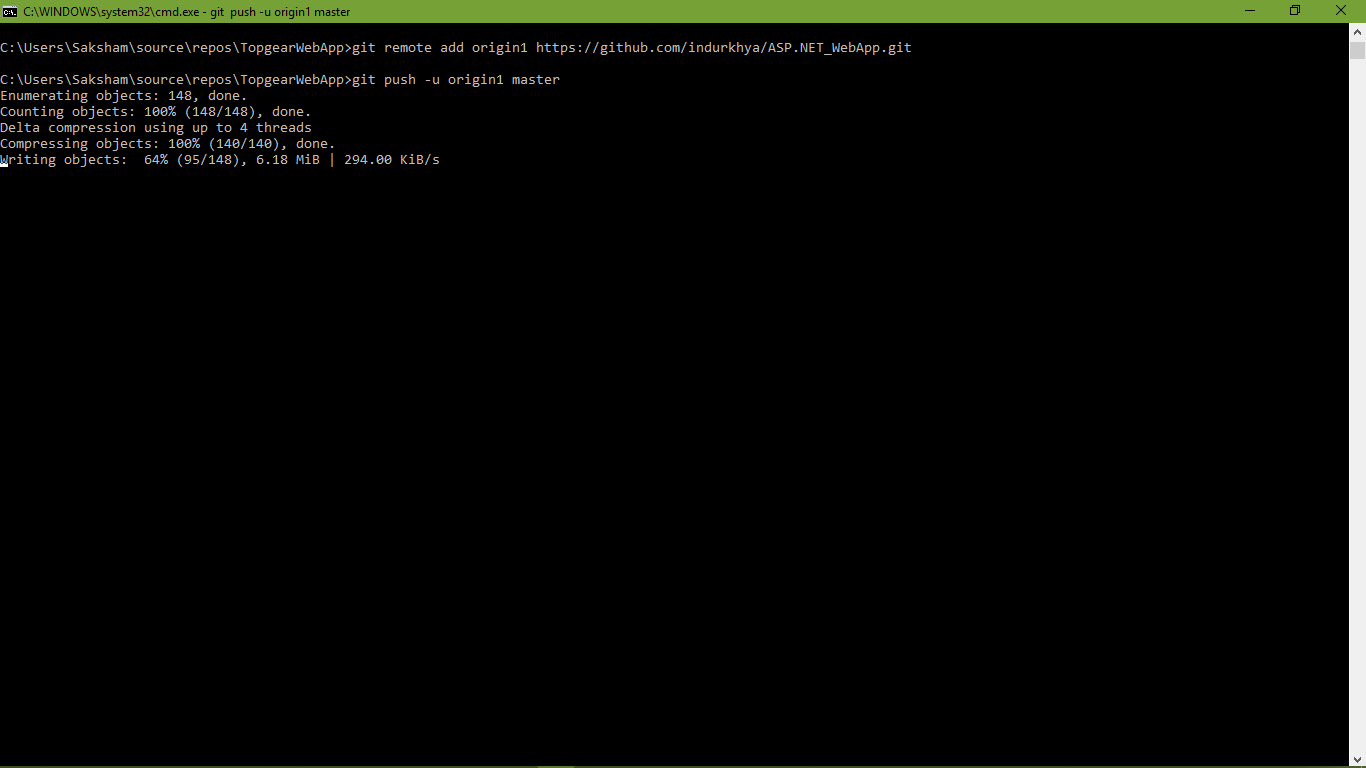 C:\WINDOWS\system32\cmd.exe - git  push -u origin1 master
C:\Users\Saksham\source\repos\TopgearWebApp>git remote add origin1 https://github.com/indurkhya/ASP.NET_WebApp.git
C:\Users\Saksham\source\repos\TopgearWebApp>git push -u origin1 master
Enumerating objects: 148, done.
Counting objects: 100% (148/148), done.
Delta compression using up to 4 threads
Compressing objects: 100% (140/140), done.
Writing objects:  64% (95/148), 6.18 MiB | 294.00 KiB/s